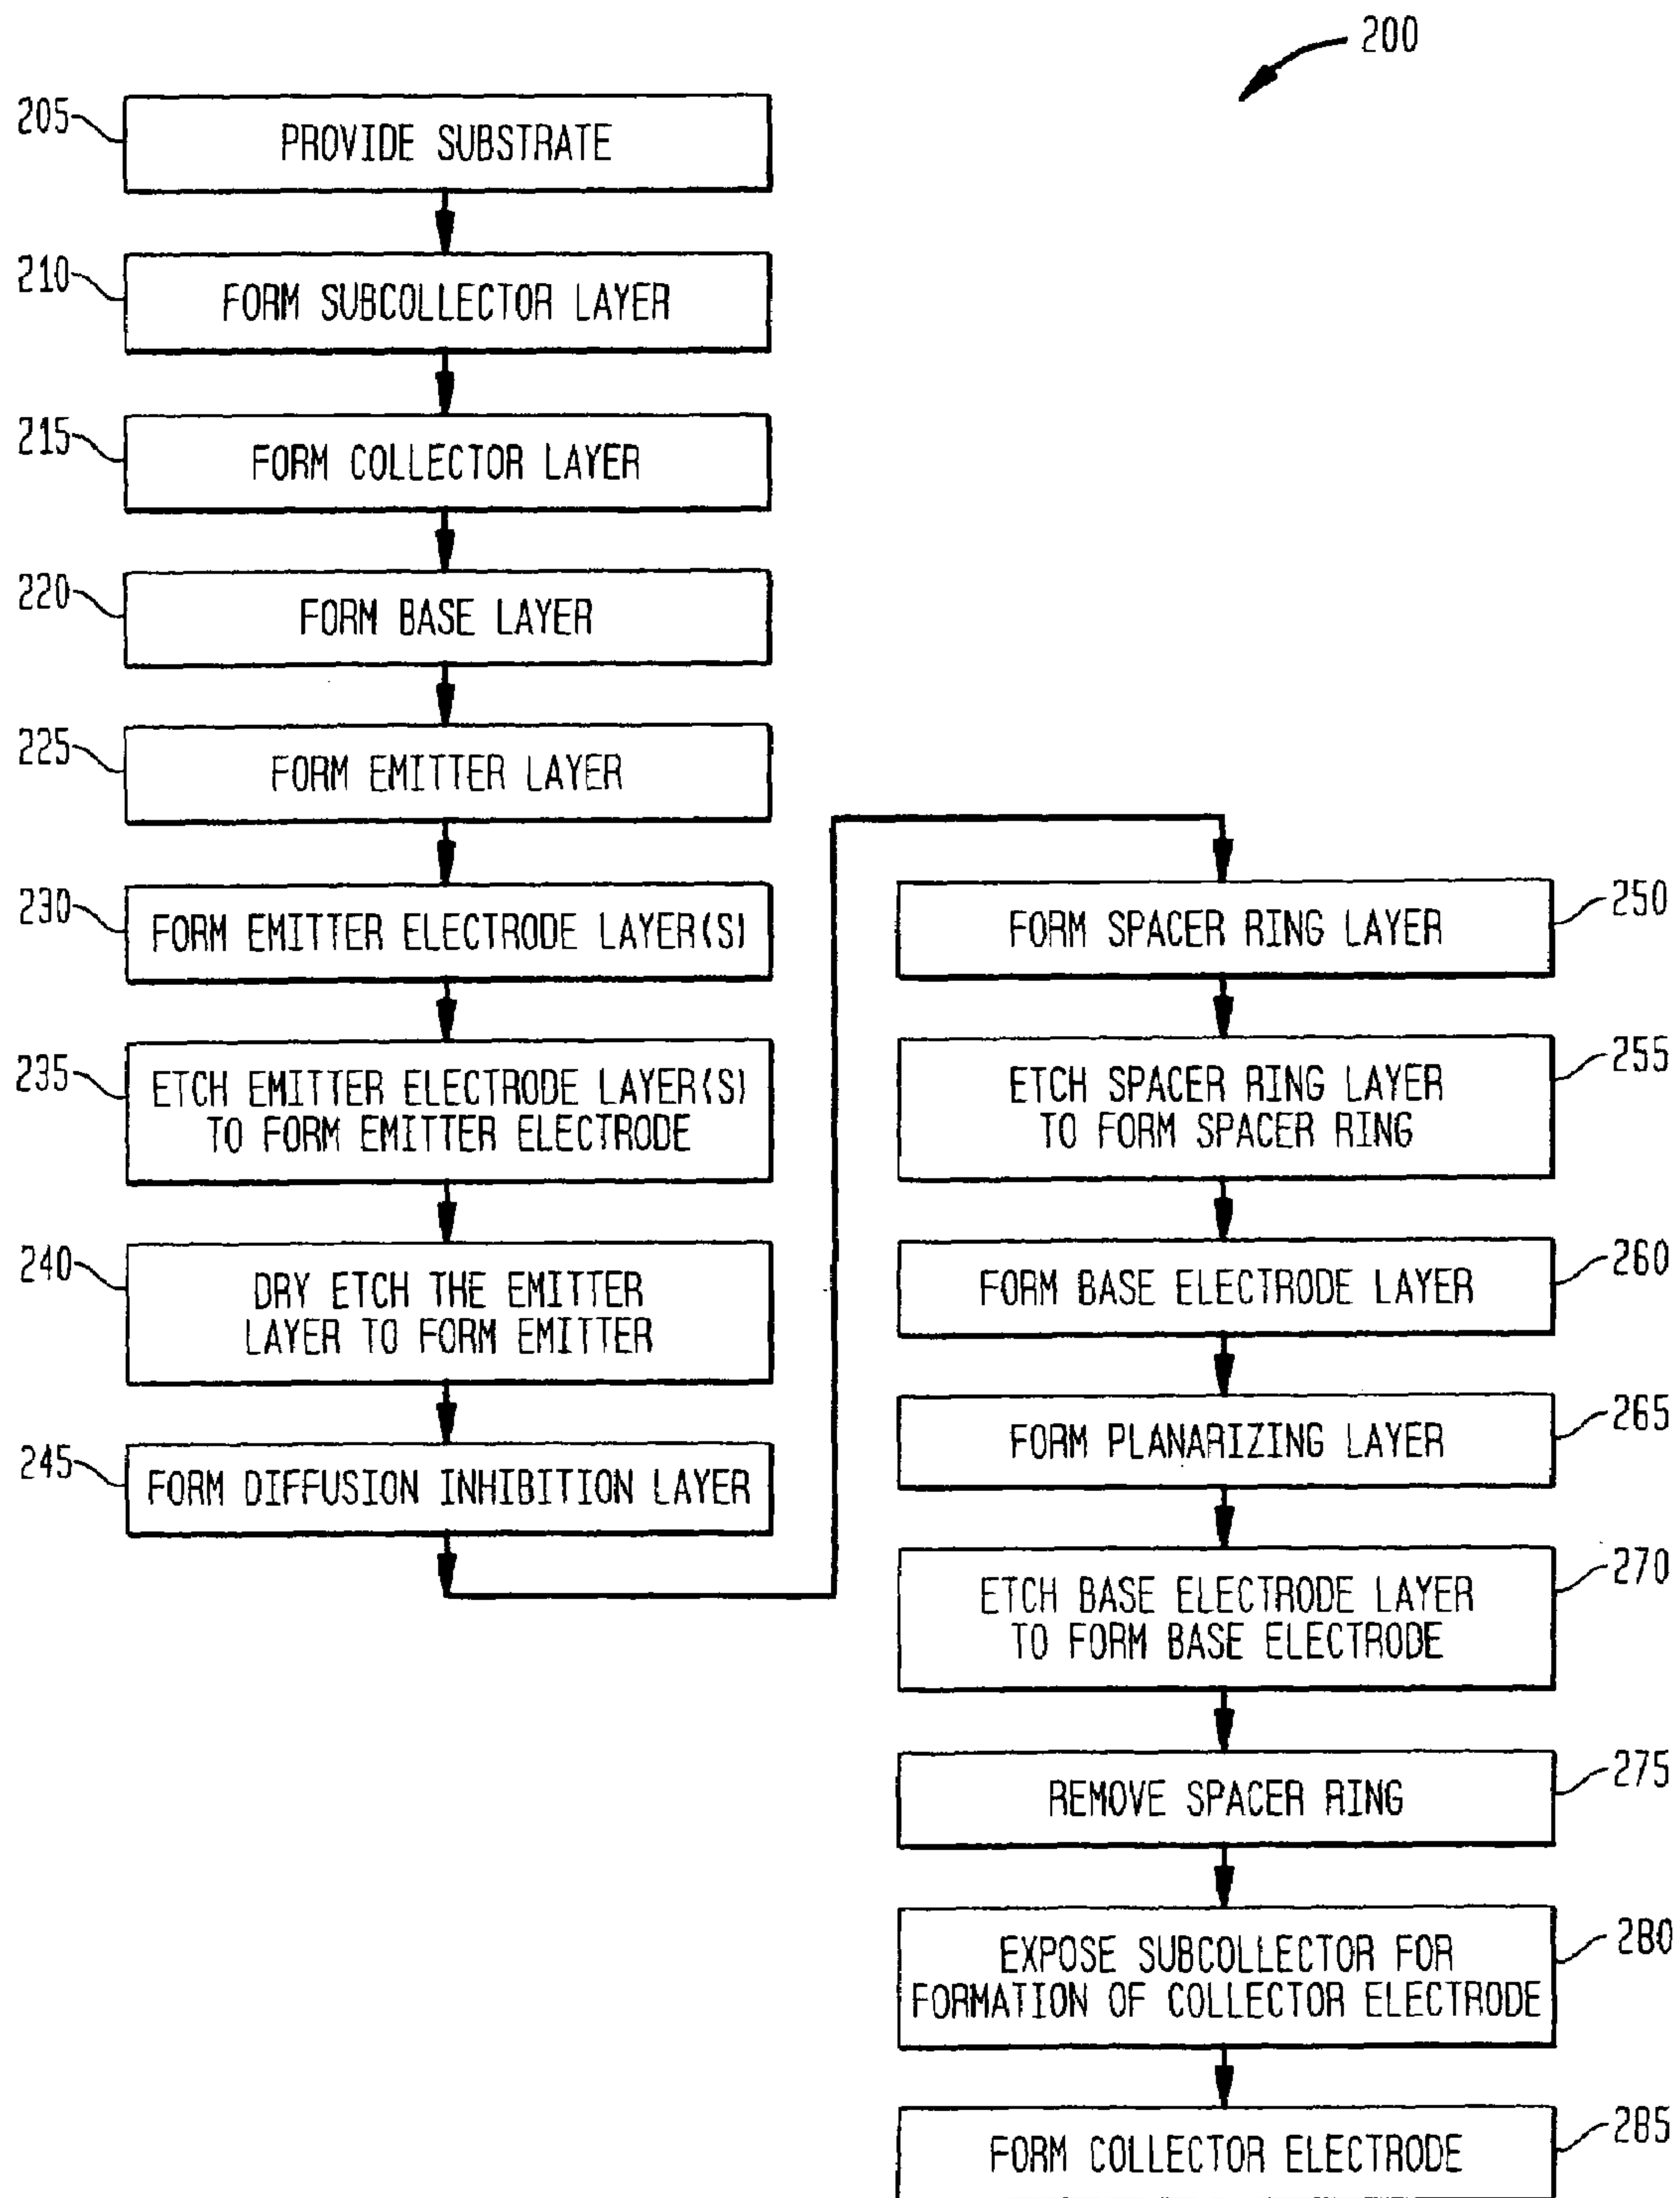 200
205
PROVIDE SUBSTRATE
210
FORM SUBCOLLECTOR LAYER
215
FORM COLLECTOR LAYER
220
FORM BASE LAYER
225
FORM EMITTER LAYER
230
FORM EMITTER ELECTRODE LAYER(S)
235
ETCH EMITTER ELECTRODE LAYER(S)
TO FORM EMITTER ELECTRODE
240
DRY ETCH THE EMITTER
LAYER TO FORM EMITTER
245
FORM DIFFUSION INHIBITION LAYER
250
FORM SPACER RING LAYER
255
ETCH SPACER RING LAYER
TO FORM SPACER RING
260
FORM BASE ELECTRODE LAYER
265
FORM PLANARIZING LAYER
270
ETCH BASE ELECTRODE LAYER
TO FORM BASE ELECTRODE
275
REMOVE SPACER RING
280
EXPOSE SUBCOLLECTOR FOR
FORMATION OF COLLECTOR ELECTRODE
285
FORM COLLECTOR ELECTRODE